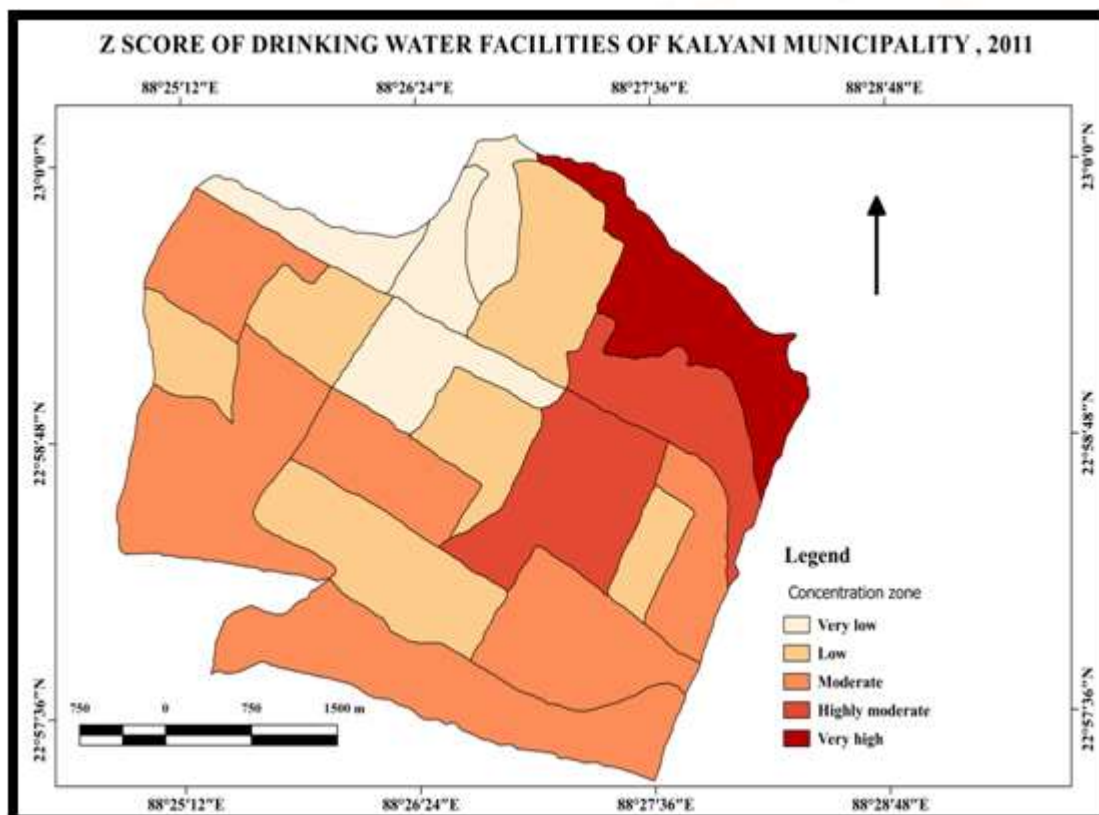 Z SCORE OF DRINKING WATER FACILITIES OF KALYANI MUNICIPALITY , 2011
88°25'12"E 88°26'24"E 88°27'36"E 88°28'48"E
23°0'0"N 23°0'0"N
22°58'48"N 22°58'48"N
22°57'36"N 22°57'36"N
Legend
Concentration zone
Very low
Low
Moderate
Highly moderate
Very high
750 0 750 1500 m
88°25'12"E 88°26'24"E 88°27'36"E 88°28'48"E